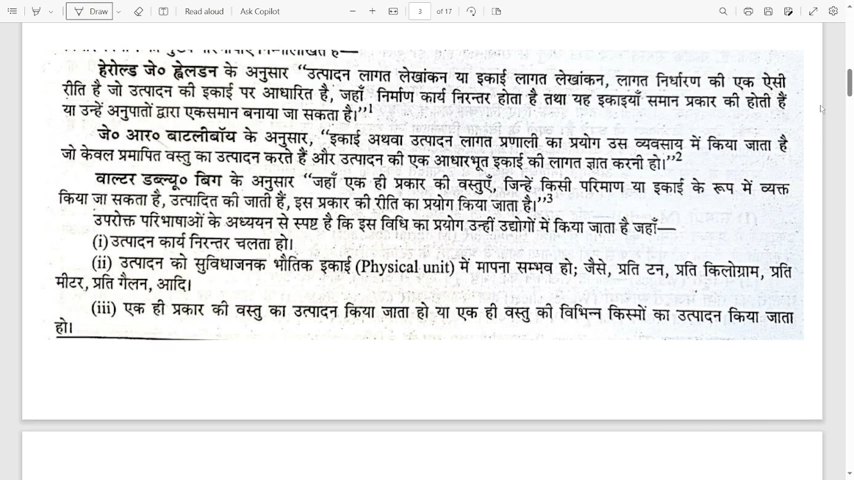 Draw
Read aloud
Ask Copilot
3
of 17
हेरोल्ड जे० ह्वेलडन के अनुसार “उत्पादन लागत लेखांकन या इकाई लागत लेखांकन, लागत निर्धारण की एक ऐसी
रीति है जो उत्पादन की इकाई पर आधारित है, जहाँ निर्माण कार्य निरन्तर होता है तथा यह इकाइयाँ समान प्रकार की होती हैं
या उन्हें अनुपातों द्वारा एकसमान बनाया जा सकता है।”1
जे० आर० बाटलीबॉय के अनुसार, “इकाई अथवा उत्पादन लागत प्रणाली का प्रयोग उस व्यवसाय में किया जाता है
जो केवल प्रमापित वस्तु का उत्पादन करते हैं और उत्पादन की एक आधारभूत इकाई की लागत ज्ञात करनी हो।”2
वाल्टर डब्ल्यू० बिग के अनुसार “जहाँ एक ही प्रकार की वस्तुएँ, जिन्हें किसी परिमाण या इकाई के रूप में व्यक्त
किया जा सकता है, उत्पादित की जाती हैं, इस प्रकार की रीति का प्रयोग किया जाता है।”3
उपरोक्त परिभाषाओं के अध्ययन से स्पष्ट है कि इस विधि का प्रयोग उन्हीं उद्योगों में किया जाता है जहाँ—
(i) उत्पादन कार्य निरन्तर चलता हो।
(ii) उत्पादन को सुविधाजनक भौतिक इकाई (Physical unit) में मापना सम्भव हो; जैसे, प्रति टन, प्रति किलोग्राम, प्रति
मीटर, प्रति गैलन, आदि।
(iii) एक ही प्रकार की वस्तु का उत्पादन किया जाता हो या एक ही वस्तु की विभिन्न किस्मों का उत्पादन किया जाता
हो।